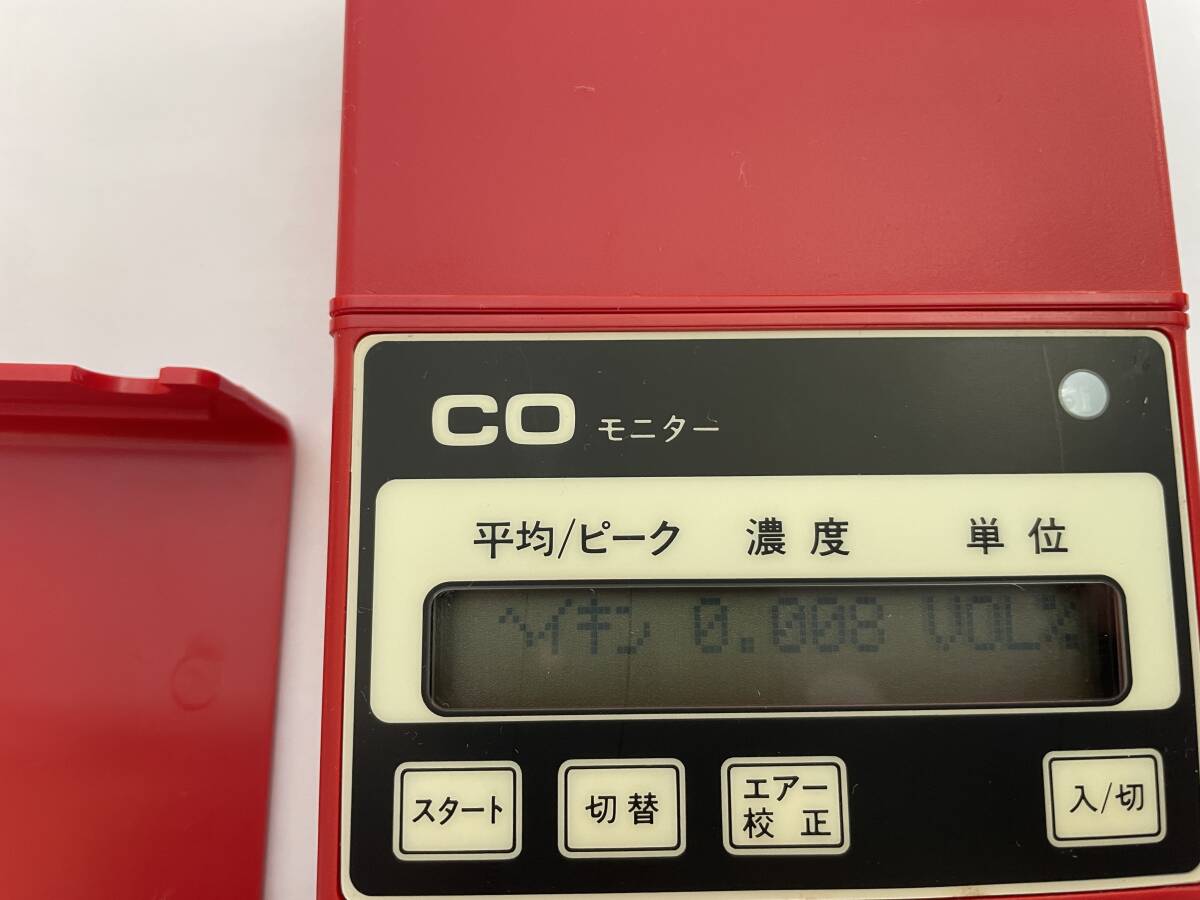 CO モニター
平均/ピーク 濃度 単位
ヘイキン 0.008 VOL%
スタート 切替 エアー校正 入/切